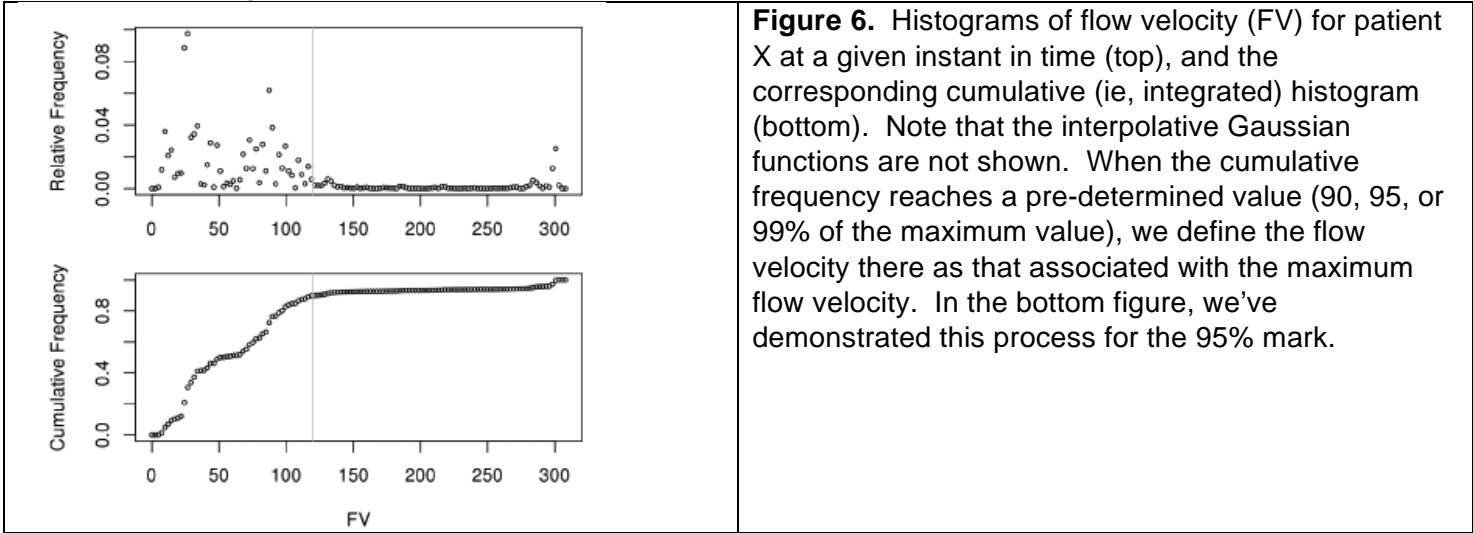 Relative Frequency
0.08
0.04
0.00
0 50 100 150 200 250 300
Cumulative Frequency
0.8
0.4
0.0
0 50 100 150 200 250 300
FV
Figure 6. Histograms of flow velocity (FV) for patient
X at a given instant in time (top), and the
corresponding cumulative (ie, integrated) histogram
(bottom). Note that the interpolative Gaussian
functions are not shown. When the cumulative
frequency reaches a pre-determined value (90, 95, or
99% of the maximum value), we define the flow
velocity there as that associated with the maximum
flow velocity. In the bottom figure, we've
demonstrated this process for the 95% mark.